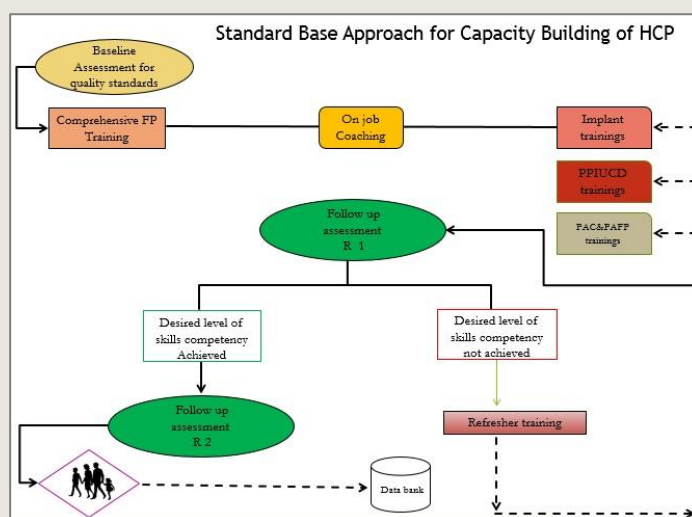 Standard Base Approach for Capacity Building of HCP
Baseline
Assessment for
quality standards
Comprehensive FP
Training
On job
Coaching
Implant
trainings
PPIUCD
trainings
PAC&PAFP
trainings
Follow up
assessment
R 1
Desired level of
skills competency
Achieved
Desired level of
skills competency
not achieved
Follow up
assessment
R 2
Refresher training
Data bank